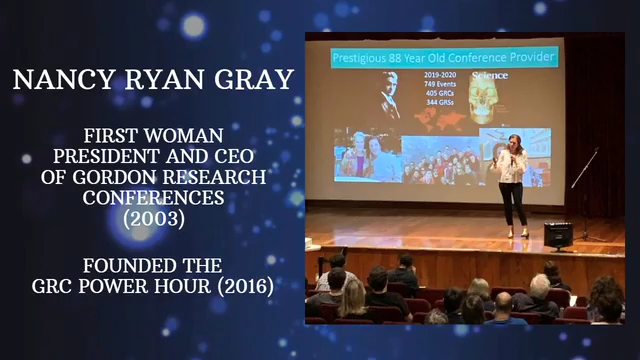 NANCY RYAN GRAY
FIRST WOMAN
PRESIDENT AND CEO
OF GORDON RESEARCH
CONFERENCES
(2003)
FOUNDED THE
GRC POWER HOUR (2016)
Prestigious 88 Year Old Conference Provider
2019-2020
749 Events
405 GRCs
344 GRSs
Science